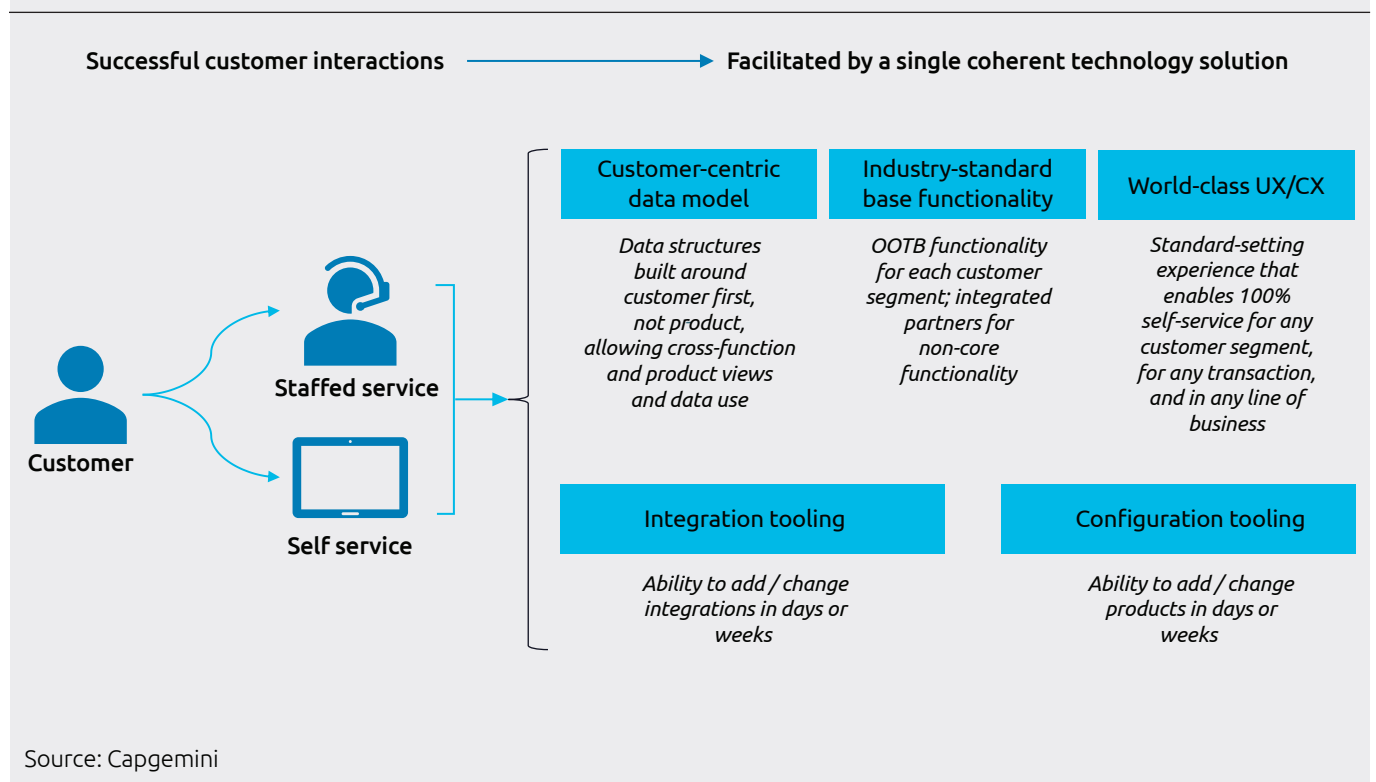 Successful customer interactions
Facilitated by a single coherent technology solution
Customer
Staffed service
Self service
Customer-centric
data model
Data structures
built around
customer first,
not product,
allowing cross-function
and product views
and data use
Industry-standard
base functionality
OOTB functionality
for each customer
segment; integrated
partners for
non-core
functionality
World-class UX/CX
Standard-setting
experience that
enables 100%
self-service for any
customer segment,
for any transaction,
and in any line of
business
Integration tooling
Ability to add / change
integrations in days or
weeks
Configuration tooling
Ability to add / change
products in days or
weeks
Source: Capgemini